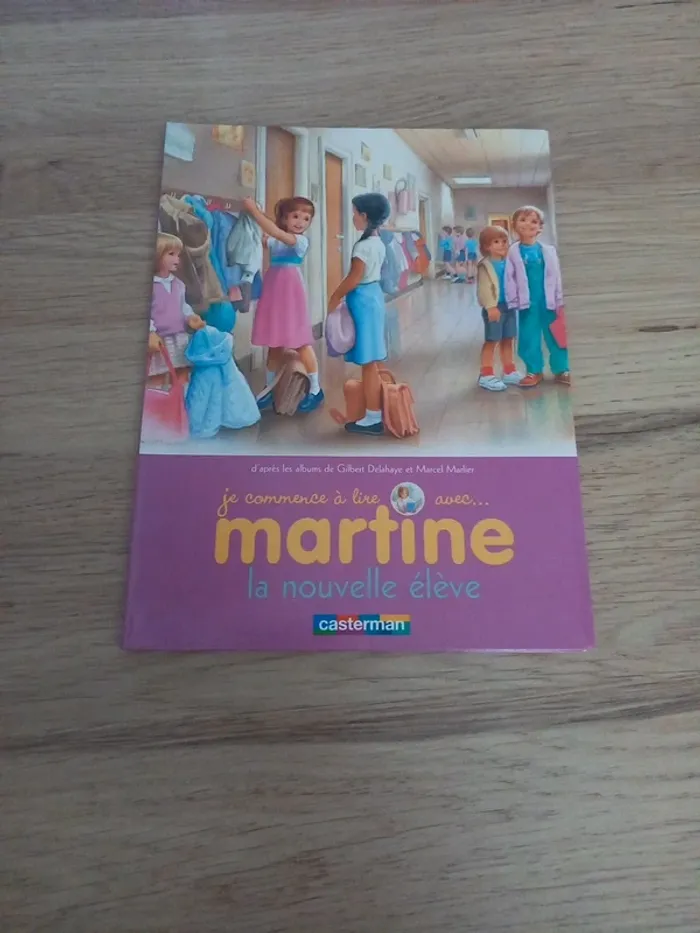 d'après les albums de Gilbert Delahaye et Marcel Marlier
je commence à lire avec...
martine
la nouvelle élève
casterman